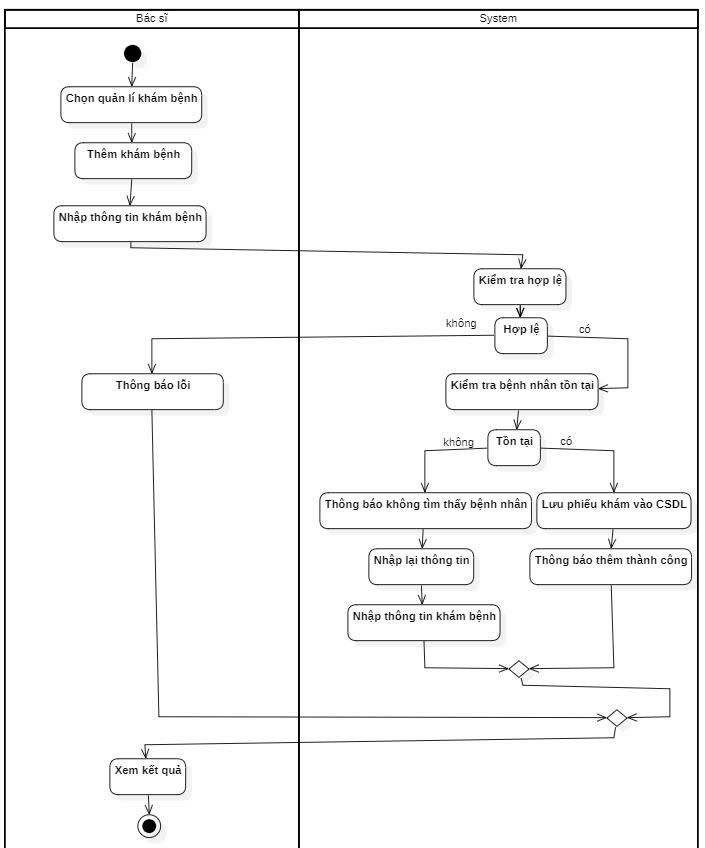 Bác sĩ
System
Chọn quản lí khám bệnh
Thêm khám bệnh
Nhập thông tin khám bệnh
Kiểm tra hợp lệ
không
Hợp lệ
có
Thông báo lỗi
Kiểm tra bệnh nhân tồn tại
không
Tồn tại
có
Thông báo không tìm thấy bệnh nhân
Lưu phiếu khám vào CSDL
Nhập lại thông tin
Thông báo thêm thành công
Nhập thông tin khám bệnh
Xem kết quả